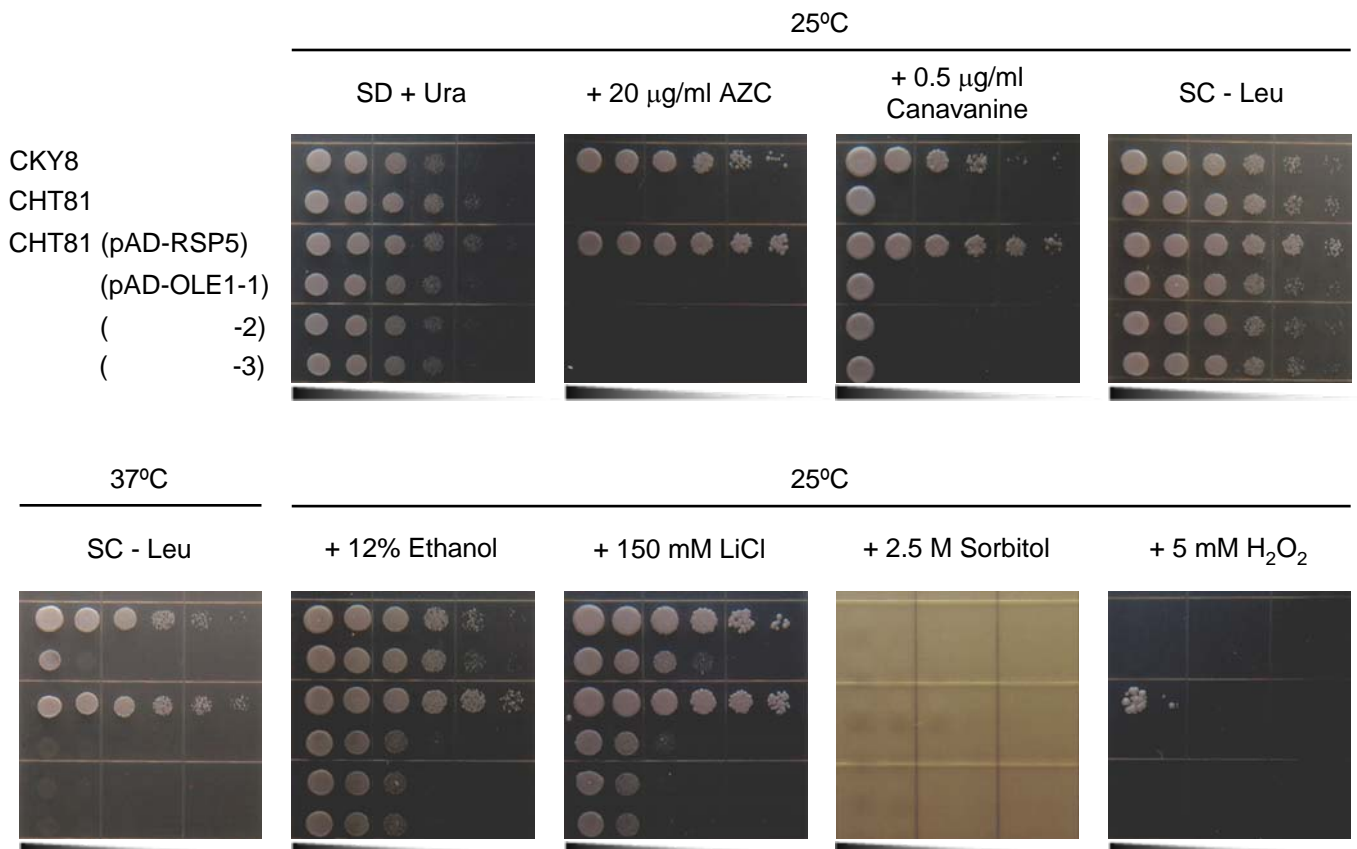 25ºC
SD + Ura
+ 20 μg/ml AZC
+ 0.5 μg/ml
Canavanine
SC - Leu
CKY8
CHT81
CHT81 (pAD-RSP5)
(pAD-OLE1-1)
( -2)
( -3)
37ºC
25ºC
SC - Leu
+ 12% Ethanol
+ 150 mM LiCl
+ 2.5 M Sorbitol
+ 5 mM H₂O₂